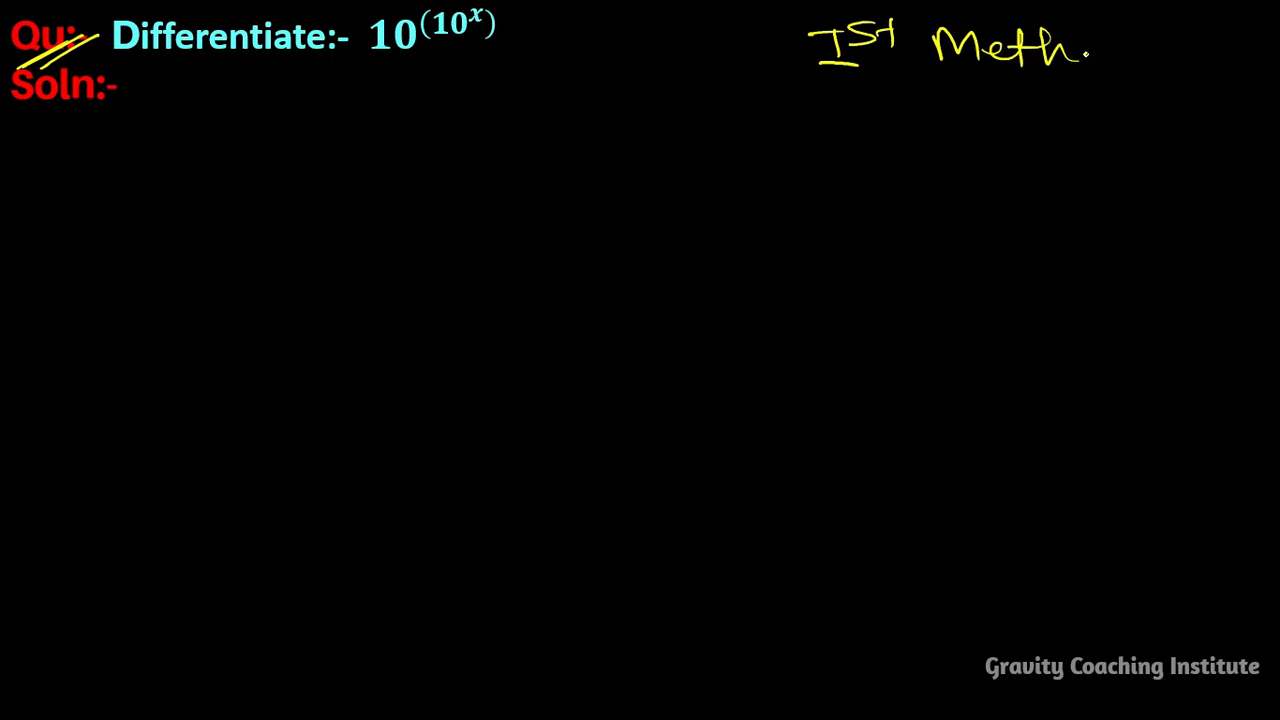 Qu:- Differentiate:- 10^(10^x) Ist Meth.
Soln:-
Gravity Coaching Institute